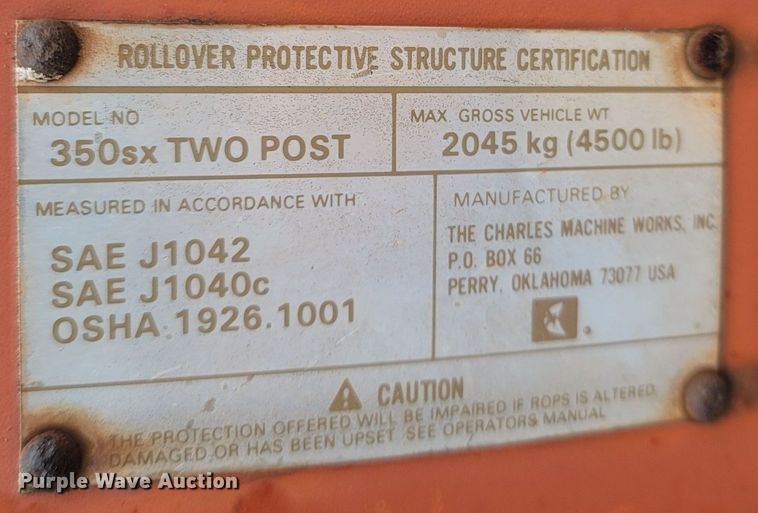 ROLLOVER PROTECTIVE STRUCTURE CERTIFICATION
MODEL NO
350sx TWO POST
MAX. GROSS VEHICLE WT
2045 kg (4500 lb)
MEASURED IN ACCORDANCE WITH
SAE J1042
SAE J1040c
OSHA 1926.1001
MANUFACTURED BY
THE CHARLES MACHINE WORKS, INC.
P.O. BOX 66
PERRY, OKLAHOMA 73077 USA
CAUTION
THE PROTECTION OFFERED WILL BE IMPAIRED IF ROPS IS ALTERED,
DAMAGED OR HAS BEEN UPSET SEE OPERATORS MANUAL
Purple Wave Auction